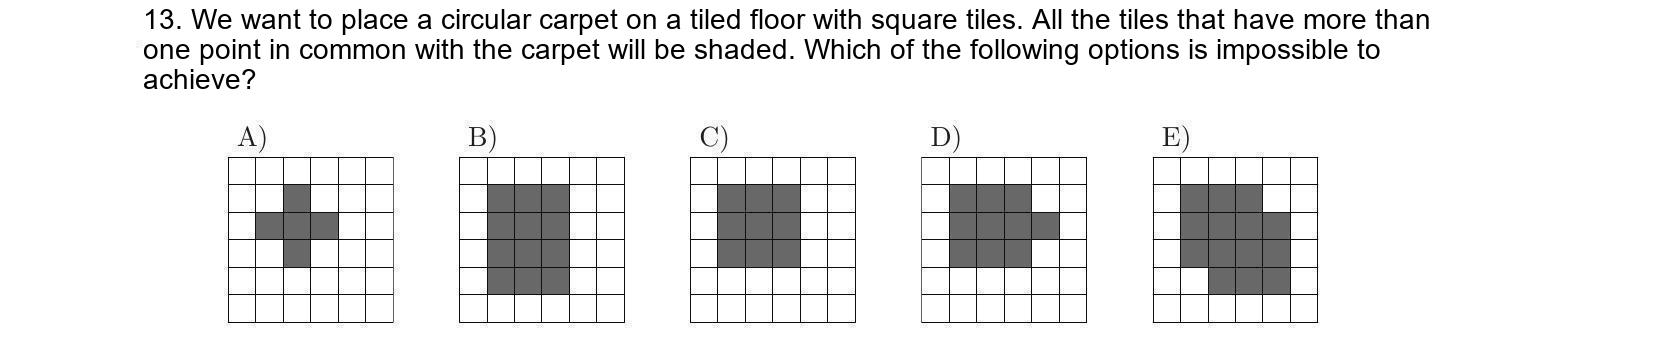 13. We want to place a circular carpet on a tiled floor with square tiles. All the tiles that have more than
one point in common with the carpet will be shaded. Which of the following options is impossible to
achieve?
A) B) C) D) E)